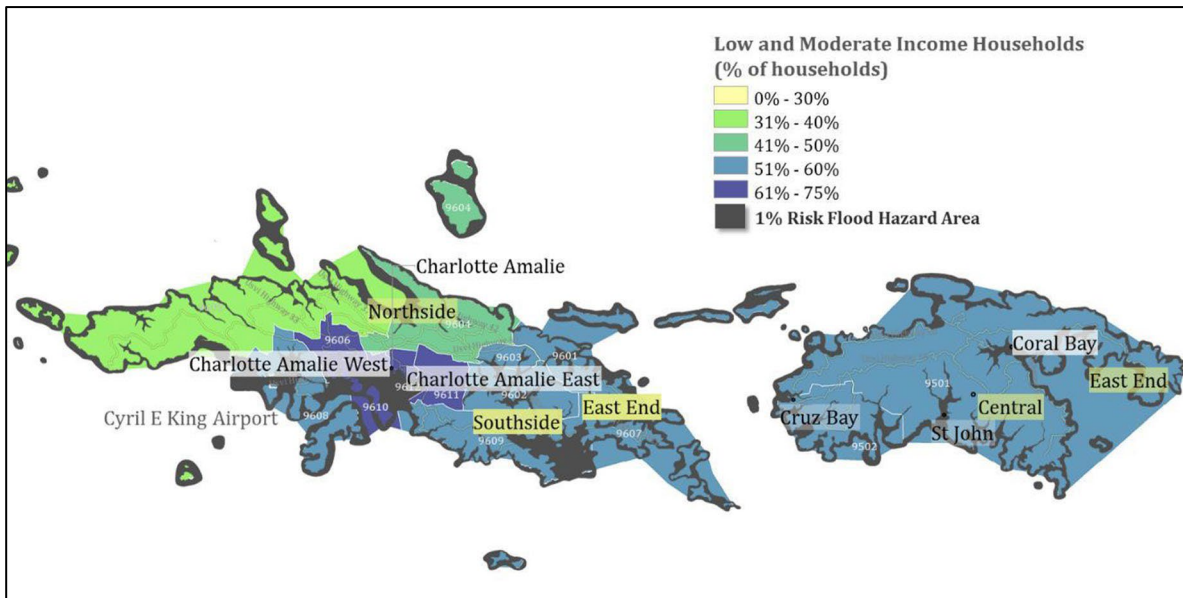 Low and Moderate Income Households
(% of households)
0% - 30%
31% - 40%
41% - 50%
51% - 60%
61% - 75%
1% Risk Flood Hazard Area
9604
Charlotte Amalie
Northside
9604
9606
9603
9601
Charlotte Amalie West
Charlotte Amalie East
9611
9602
9610
Cyril E King Airport
9608
Southside
East End
9609
9607
Coral Bay
9501
East End
Central
Cruz Bay
St John
9502